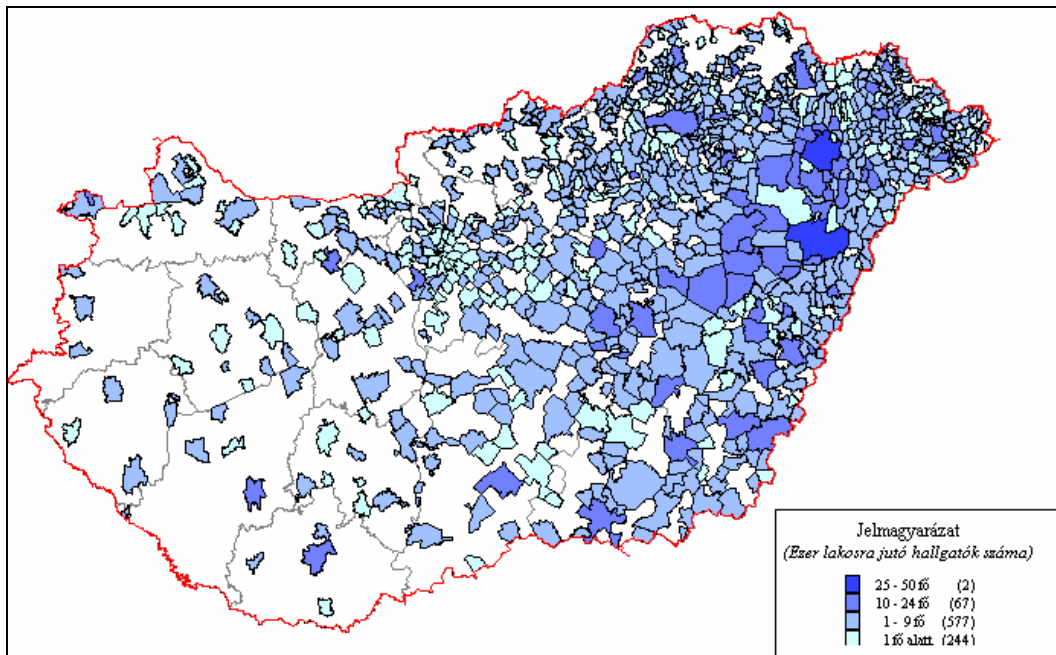 Jelmagyarázat
(Ezer lakosra jutó hallgatók száma)
25 - 50 fő (2)
10 - 24 fő (67)
1 - 9 fő (577)
1 fő alatt (244)